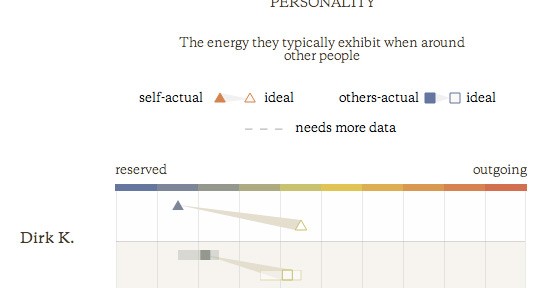 PERSONALITY
The energy they typically exhibit when around
other people
self-actual ideal others-actual ideal
needs more data
reserved outgoing
Dirk K.